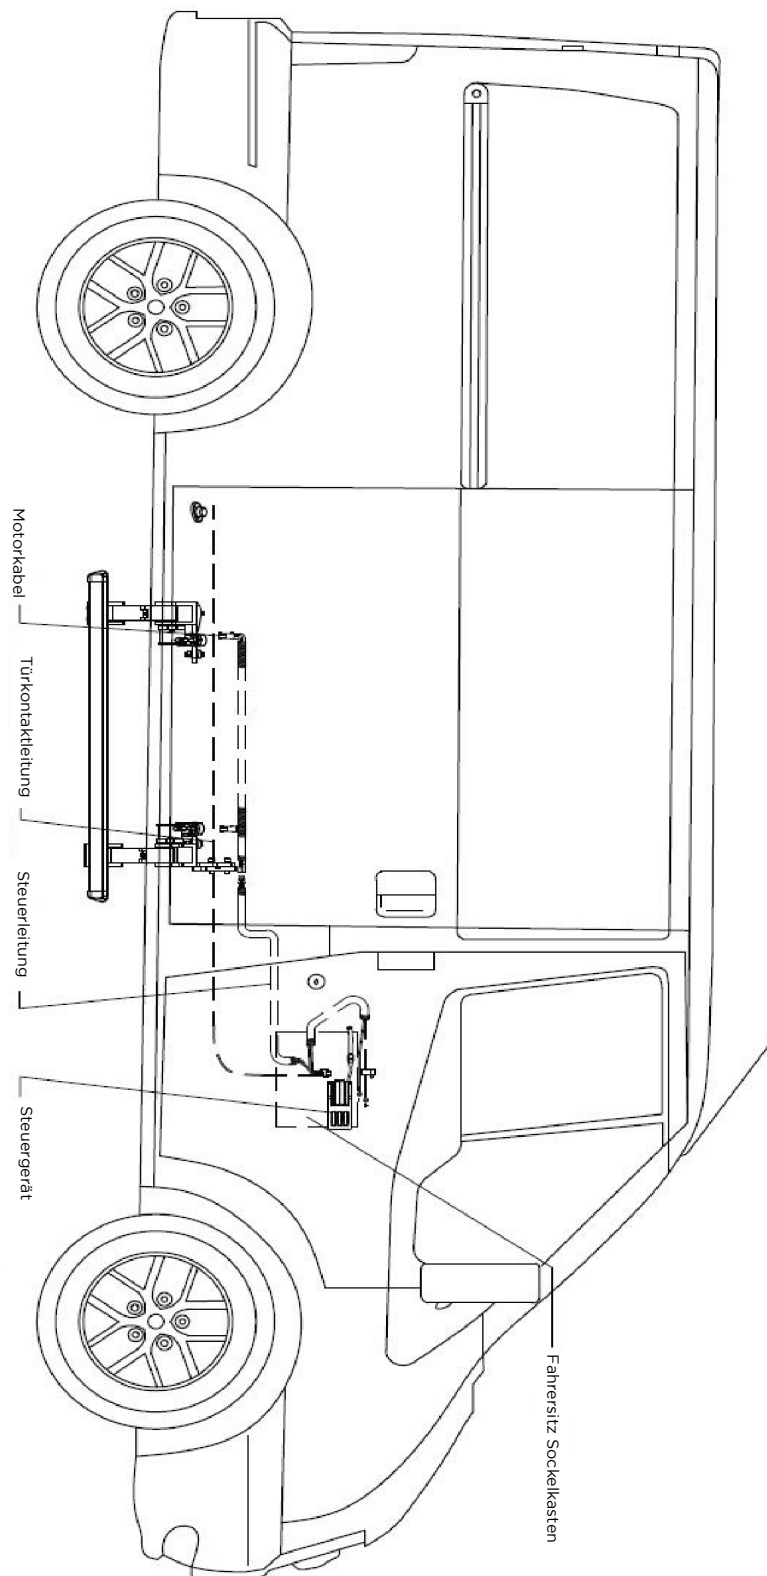 Motorkabel
Türkontaktleitung
Steuerleitung
Steuergerät
Fahrersitz Sockelkasten